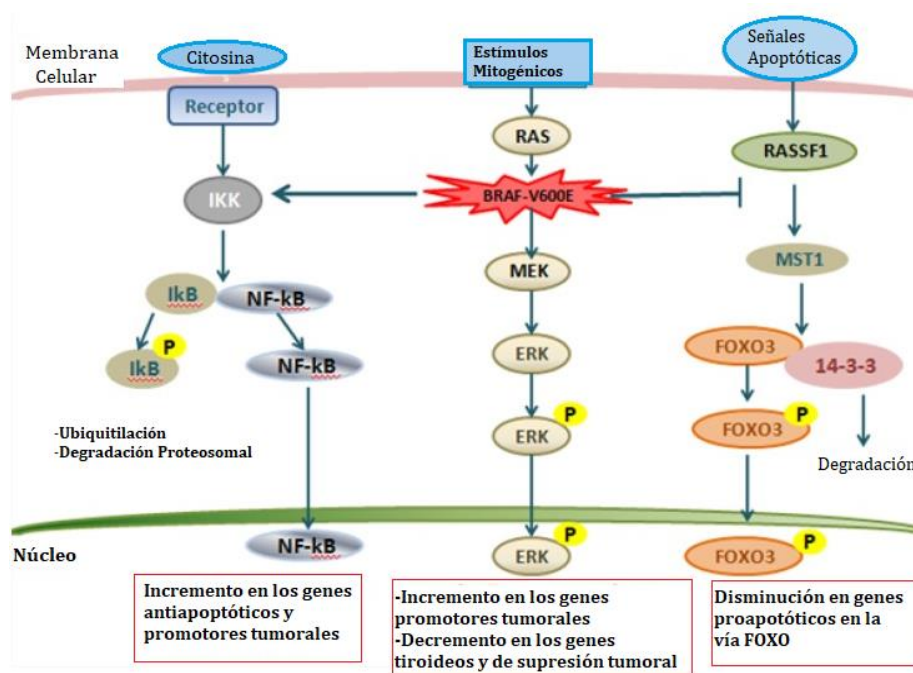 Membrana
Celular
Citosina
Estímulos
Mitogénicos
Señales
Apoptóticas
Receptor
RAS
RASSF1
IKK
BRAF-V600E
MEK
MST1
IkB
NF-kB
P
IkB
NF-kB
ERK
FOXO3
14-3-3
P
ERK
P
FOXO3
-Ubiquitilación
-Degradación Proteosomal
Degradación
Núcleo
NF-kB
P
ERK
P
FOXO3
Incremento en los genes
antiapoptóticos y
promotores tumorales
-Incremento en los genes
promotores tumorales
-Decremento en los genes
tiroideos y de supresión tumoral
Disminución en genes
proapotóticos en la
vía FOXO